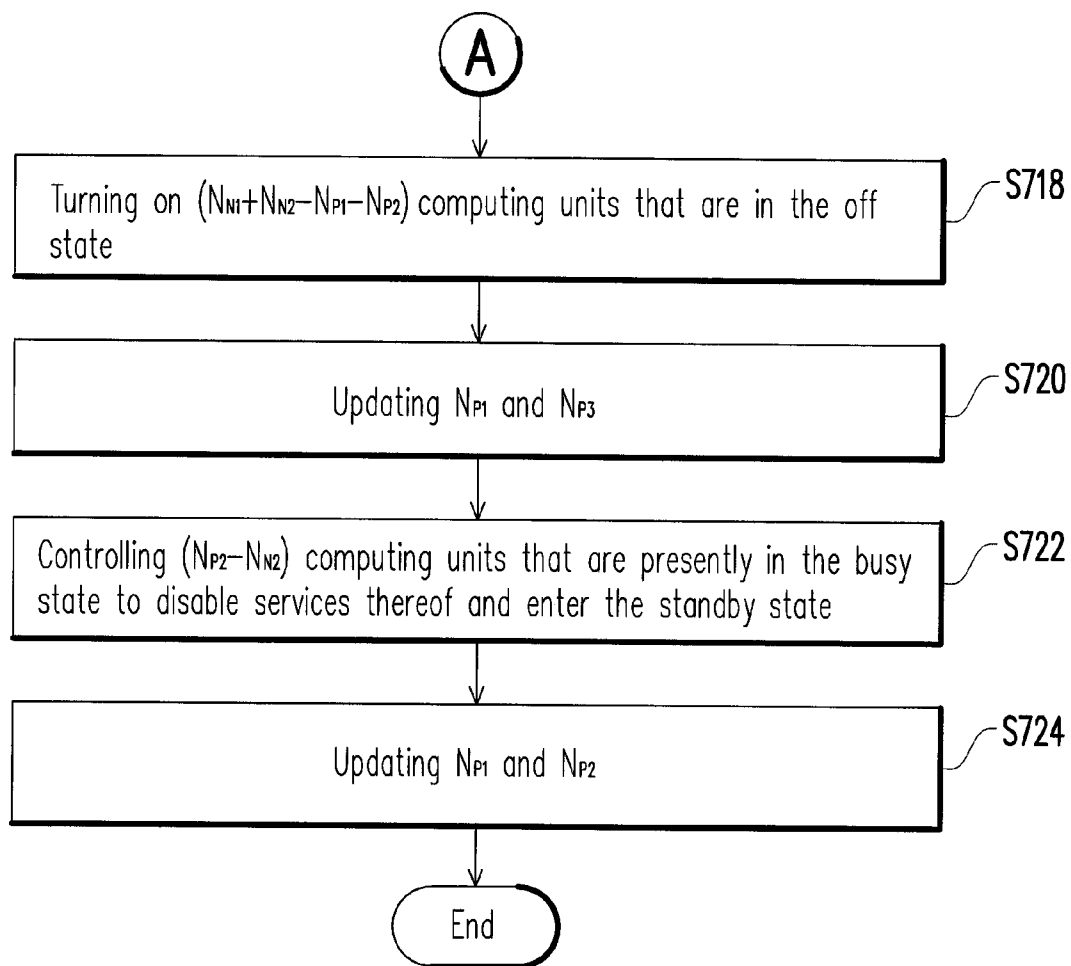 A
Turning on (NN1+NN2-NP1-NP2) computing units that are in the off
state
S718
Updating NP1 and NP3
S720
Controlling (NP2-NN2) computing units that are presently in the busy
state to disable services thereof and enter the standby state
S722
Updating NP1 and NP2
S724
End